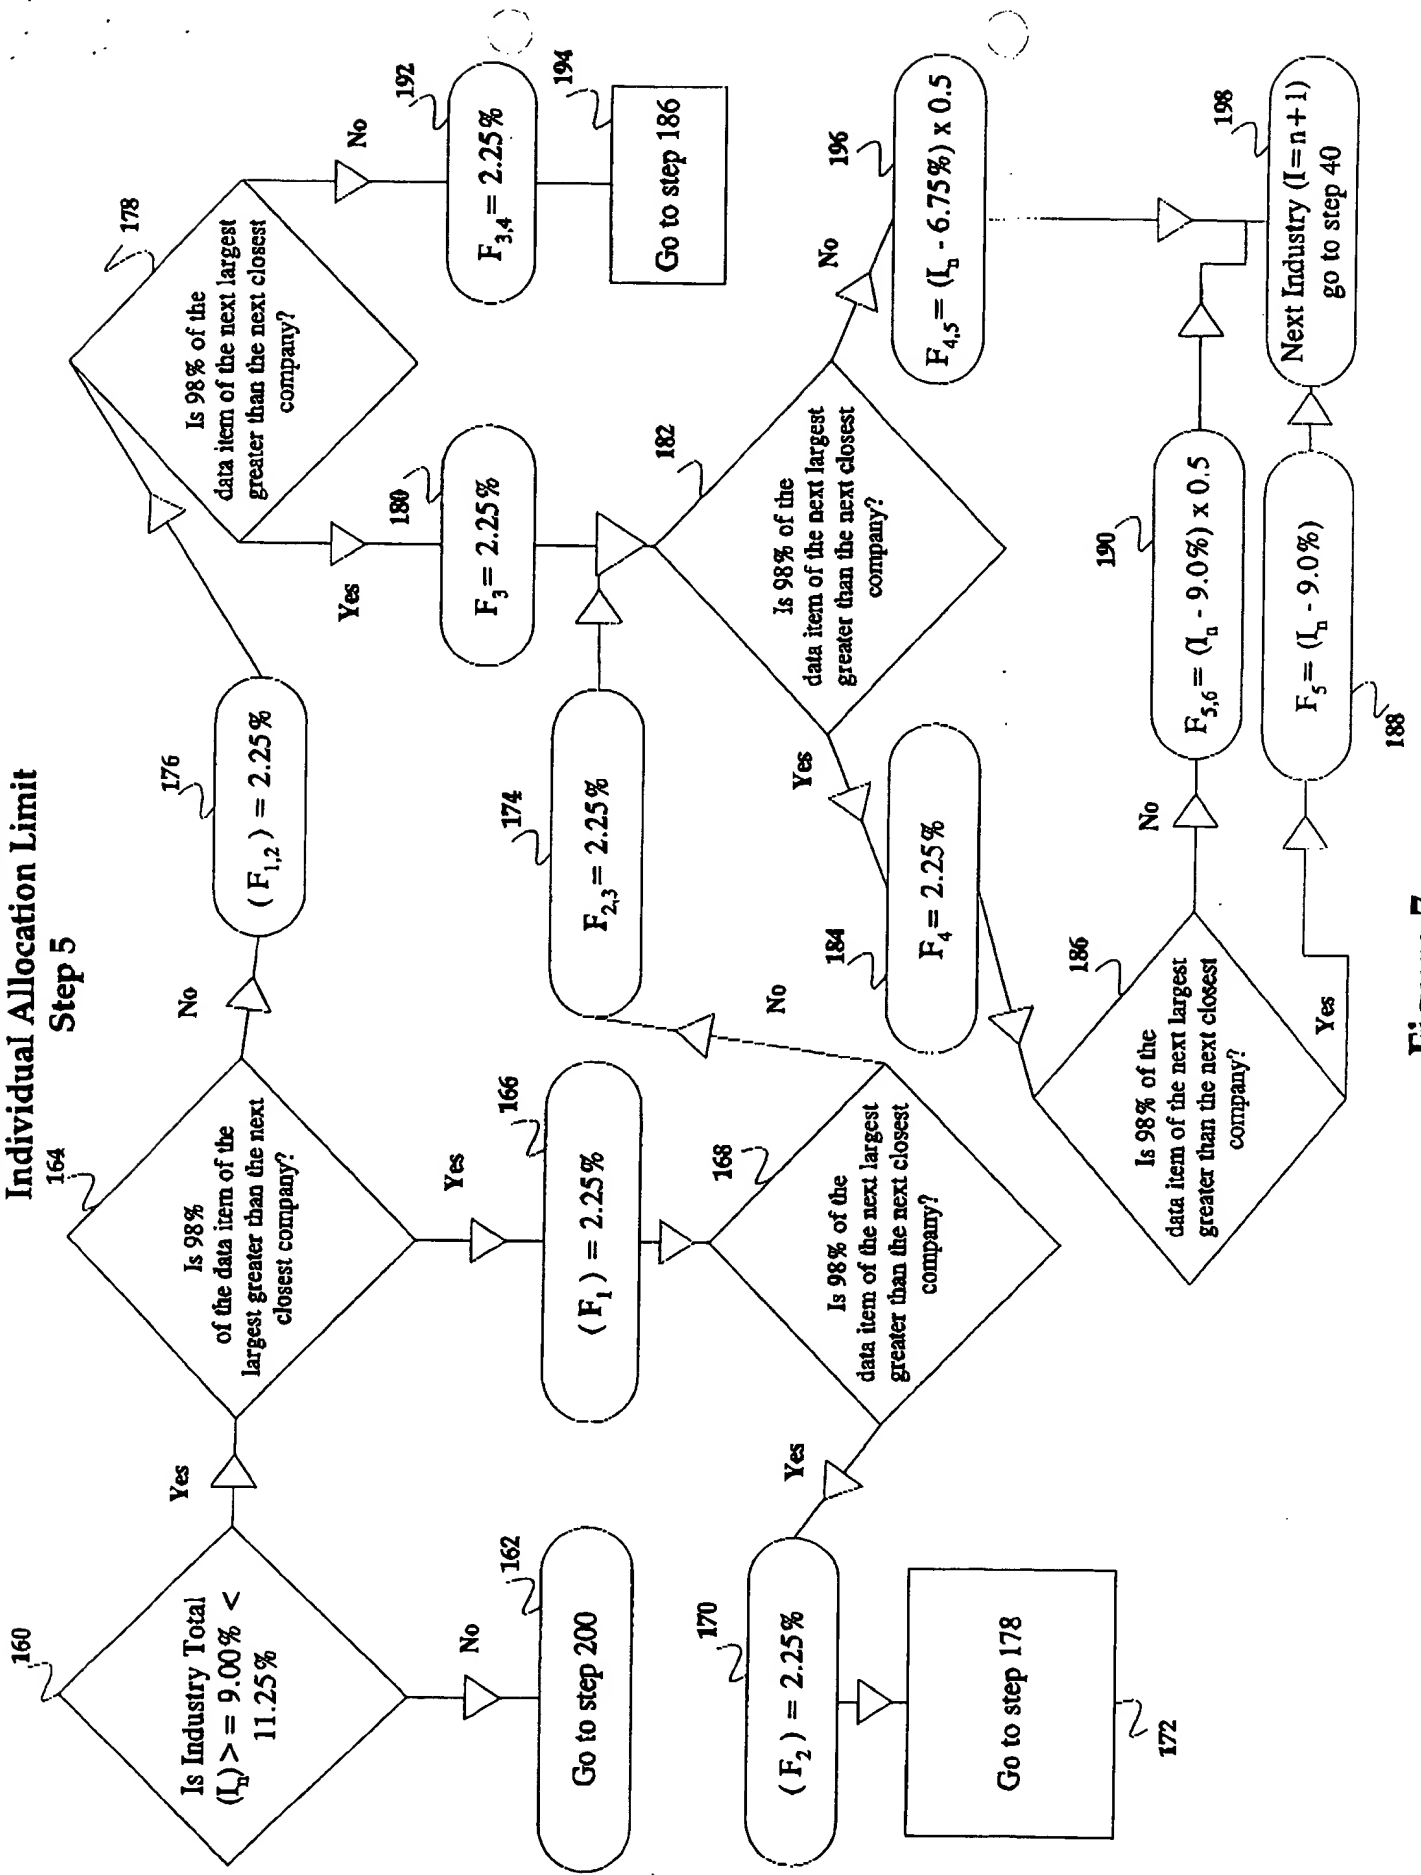 Individual Allocation Limit
Step 5
160
Is Industry Total
(Iₙ) > = 9.00% <
11.25%
Yes
No
162
Go to step 200
164
Is 98%
of the data item of the
largest greater than the next
closest company?
No
Yes
176
( F₁,₂ ) = 2.25%
166
( F₁ ) = 2.25%
168
Is 98% of the
data item of the next largest
greater than the next closest
company?
Yes
No
170
( F₂ ) = 2.25%
Go to step 178
172
174
F₂,₃ = 2.25%
178
Is 98% of the
data item of the next largest
greater than the next closest
company?
Yes
No
180
F₃ = 2.25%
192
F₃,₄ = 2.25%
194
Go to step 186
182
Is 98% of the
data item of the next largest
greater than the next closest
company?
Yes
No
184
F₄ = 2.25%
196
F₄,₅ = (Iₙ - 6.75%) x 0.5
186
Is 98% of the
data item of the next largest
greater than the next closest
company?
No
Yes
190
F₅,₆ = (Iₙ - 9.0%) x 0.5
F₅ = (Iₙ - 9.0%)
188
198
Next Industry (I=n+1)
go to step 40